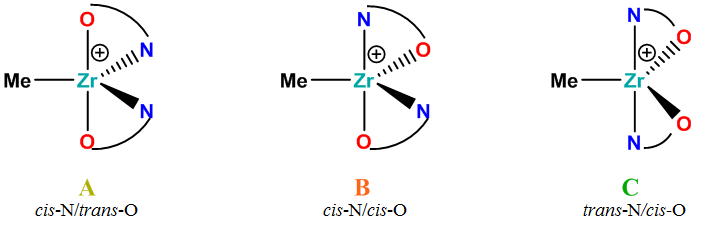 O N Me Zr + N O
N O Me Zr + N O
N O Me Zr + O N
A B C
cis-N/trans-O cis-N/cis-O trans-N/cis-O